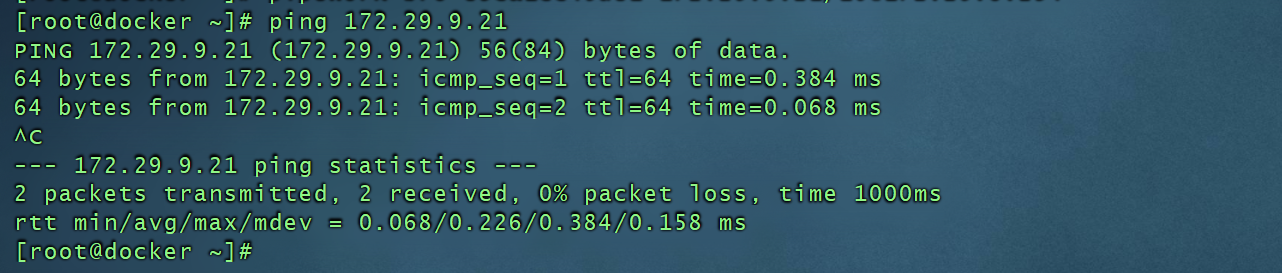 [root@docker ~]# ping 172.29.9.21
PING 172.29.9.21 (172.29.9.21) 56(84) bytes of data.
64 bytes from 172.29.9.21: icmp_seq=1 ttl=64 time=0.384 ms
64 bytes from 172.29.9.21: icmp_seq=2 ttl=64 time=0.068 ms
^C
--- 172.29.9.21 ping statistics ---
2 packets transmitted, 2 received, 0% packet loss, time 1000ms
rtt min/avg/max/mdev = 0.068/0.226/0.384/0.158 ms
[root@docker ~]#